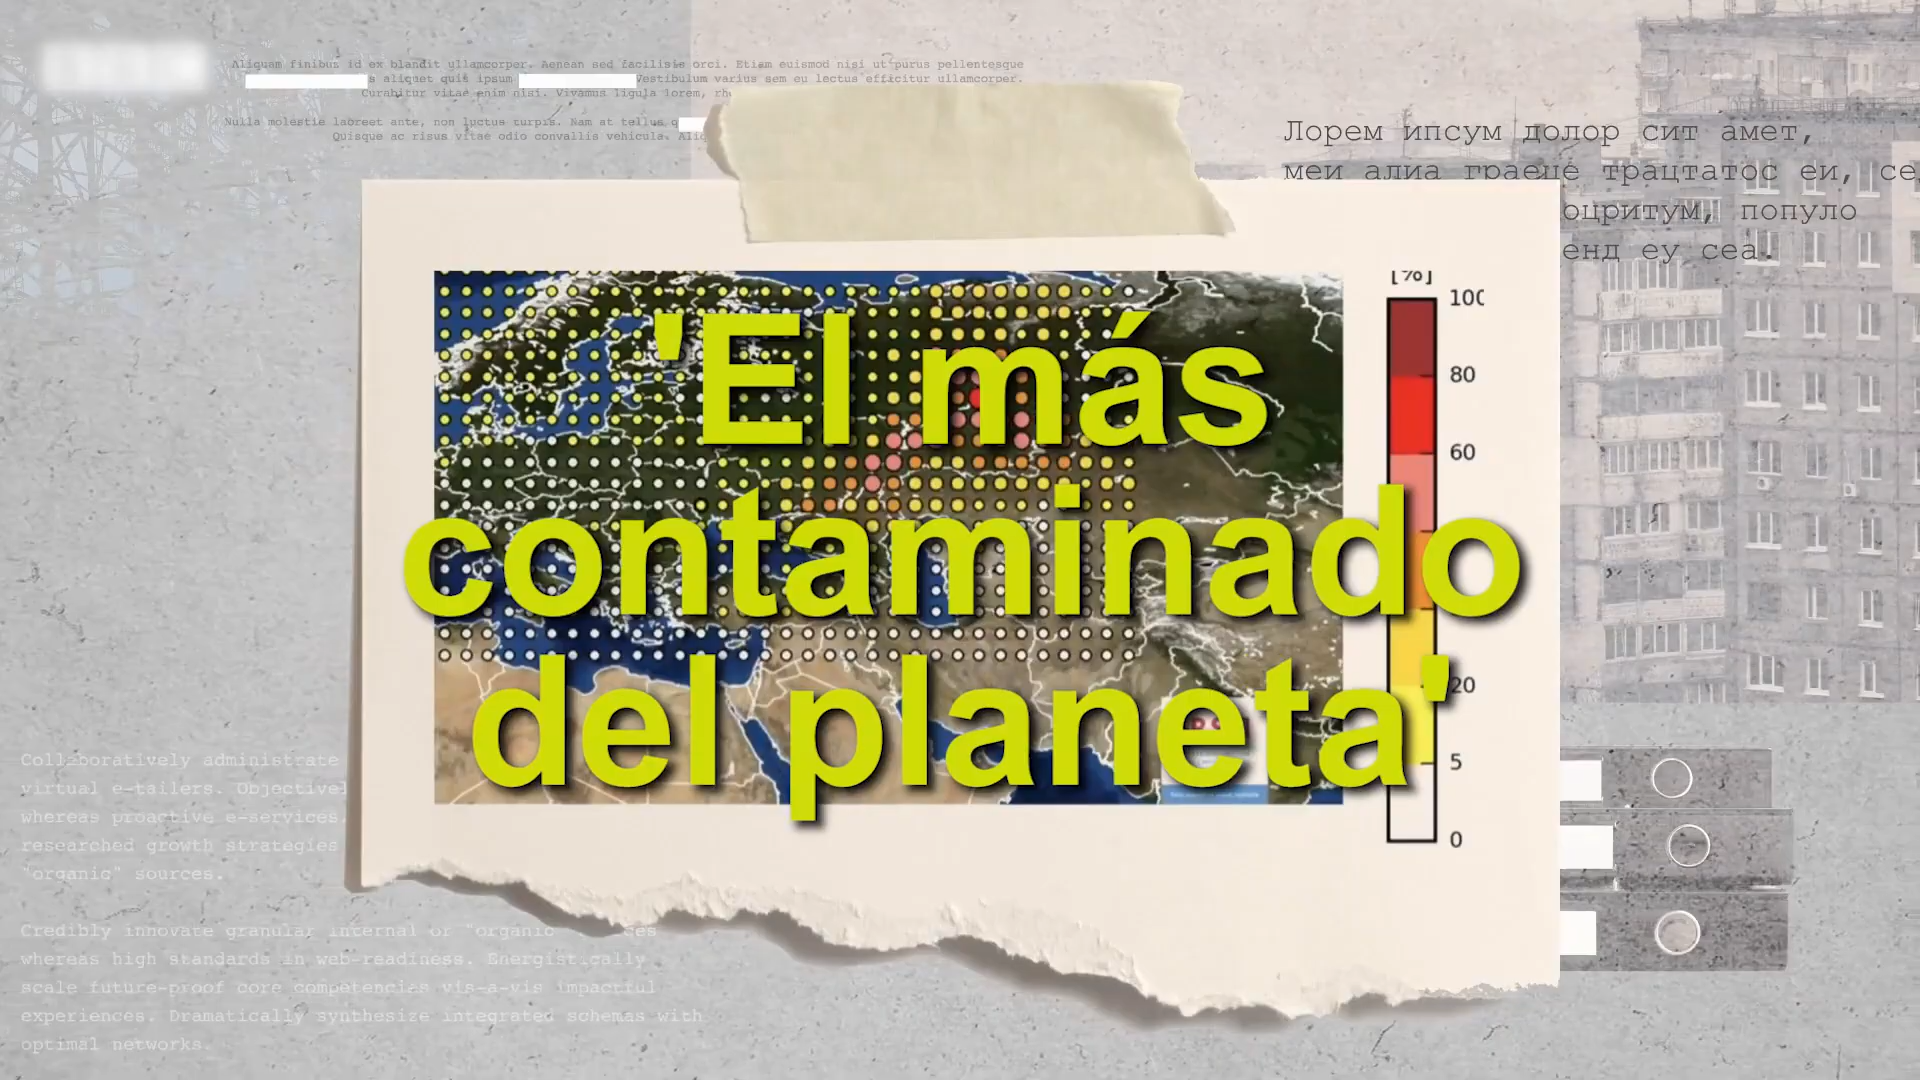 Aliquam finibus id ex blandit ullamcorper. Aenean sed facilisis orci. Etiam euismod nisi ut purus pellentesque
s aliquet quis ipsum Vestibulum varius sem eu lectus efficitur ullamcorper.
Curabitur vitae enim nisi. Vivamus ligula lorem, rh
Nulla molestie laoreet ante, non luctus turpis. Nam at tellus q
Quisque ac risus vitae odio convallis vehicula. Ali
Лорем ипсум долор сит амет,
меи алиа граеце трацтатос еи, се
оцритум, популо
енд еу сеа.
[%]
100
80
60
20
5
0
'El más
contaminado
del planeta'
Collaboratively administrate
virtual e-tailers. Objectivel
whereas proactive e-services.
researched growth strategies
"organic" sources.
Credibly innovate granular internal or "organic"
whereas high standards in web-readiness. Energistically
scale future-proof core competencies vis-a-vis impactful
experiences. Dramatically synthesize integrated schemas with
optimal networks.